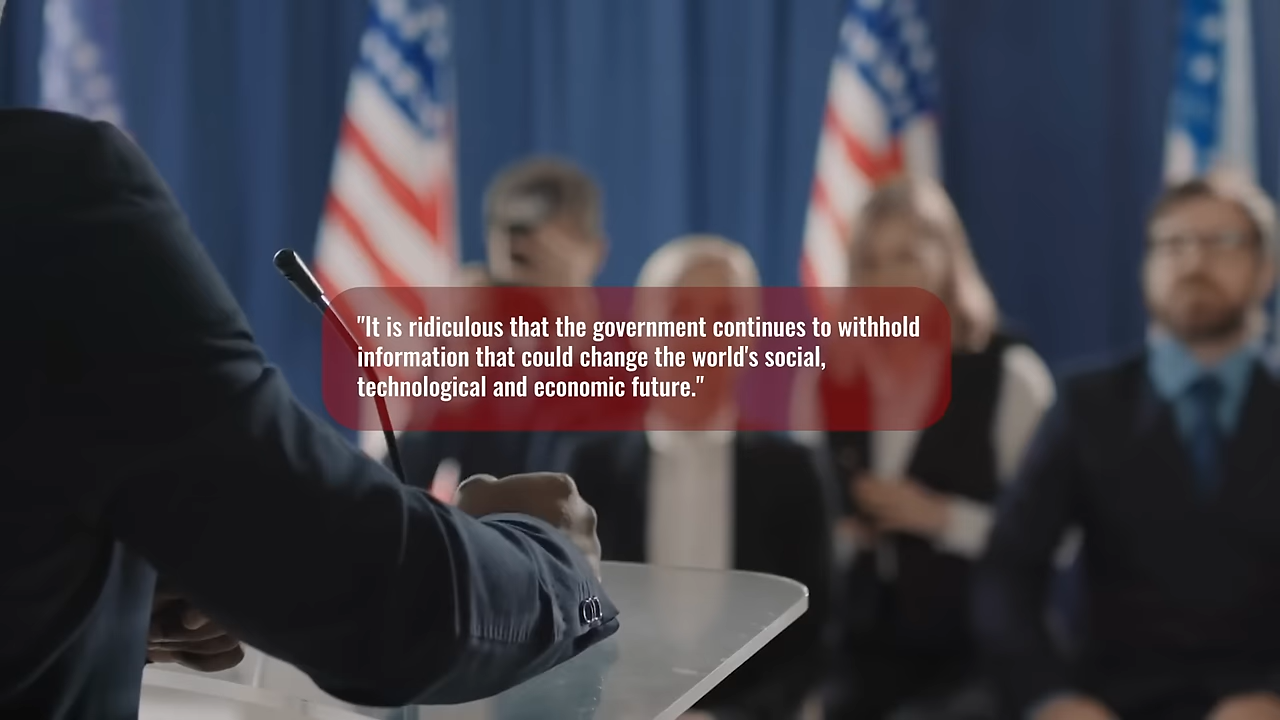 "It is ridiculous that the government continues to withhold
information that could change the world's social,
technological and economic future."